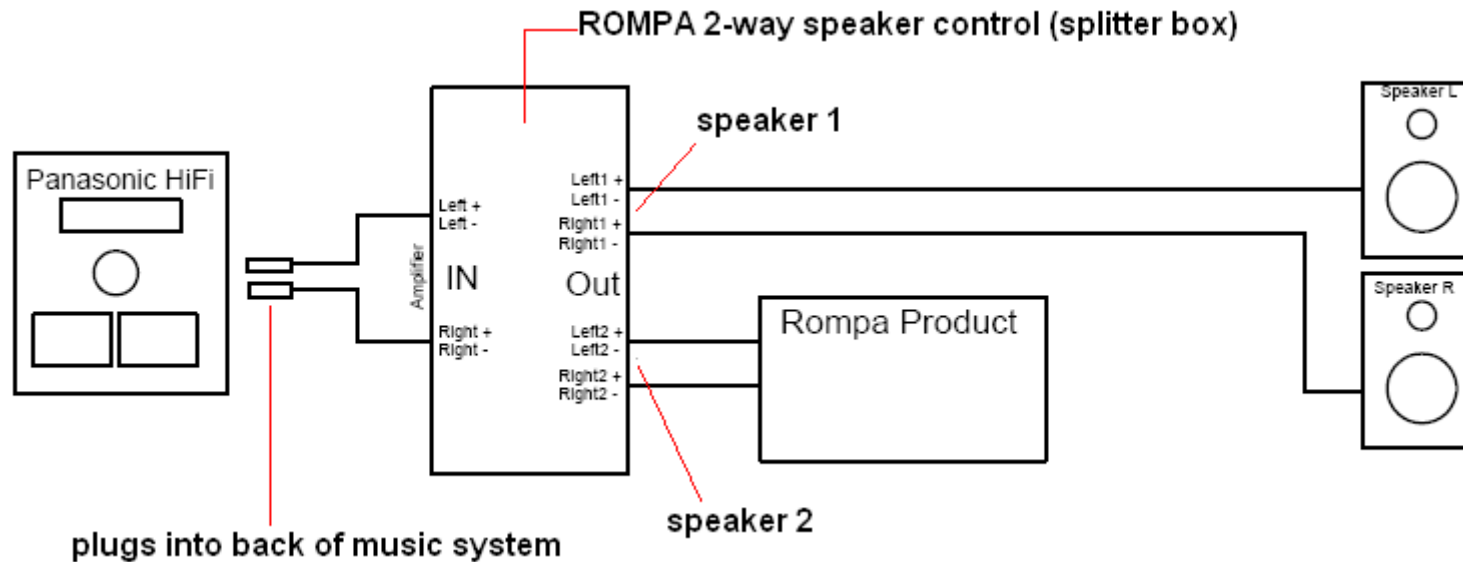 ROMPA 2-way speaker control (splitter box)
Speaker L
speaker 1
Panasonic HiFi
Left1 +
Left1 -
Left +
Left -
Right1 +
Right1 -
Amplifier
IN
Out
Speaker R
Rompa Product
Right +
Right -
Left2 +
Left2 -
Right2 +
Right2 -
speaker 2
plugs into back of music system